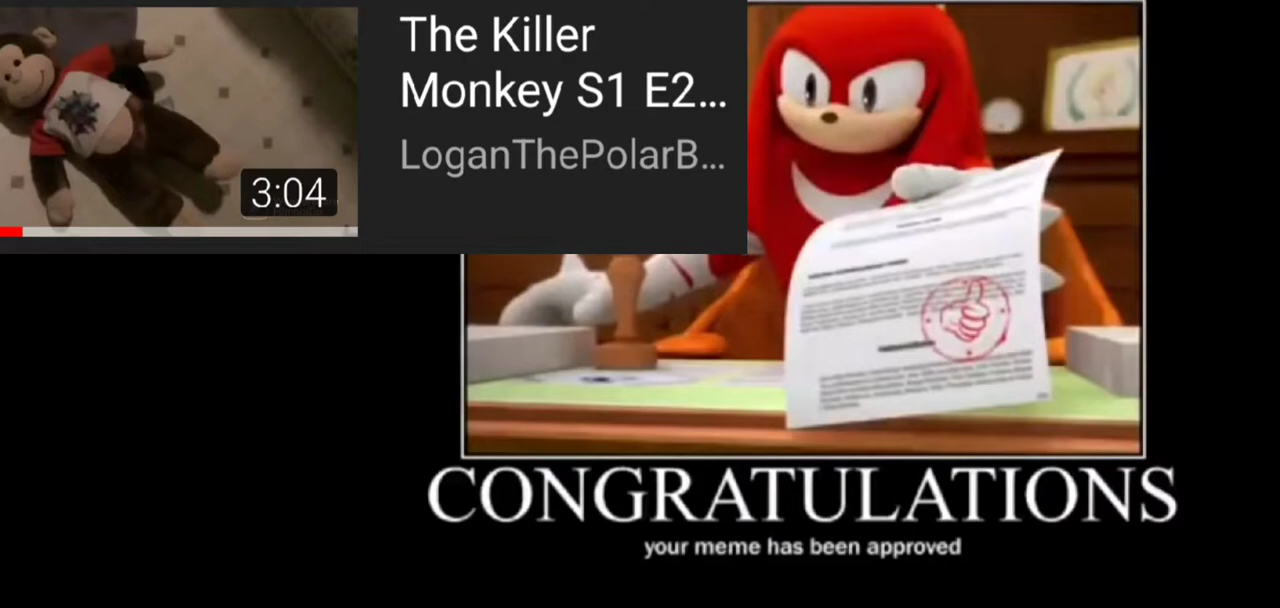 The Killer
Monkey S1 E2...
LoganThePolarB...
3:04
CONGRATULATIONS
your meme has been approved